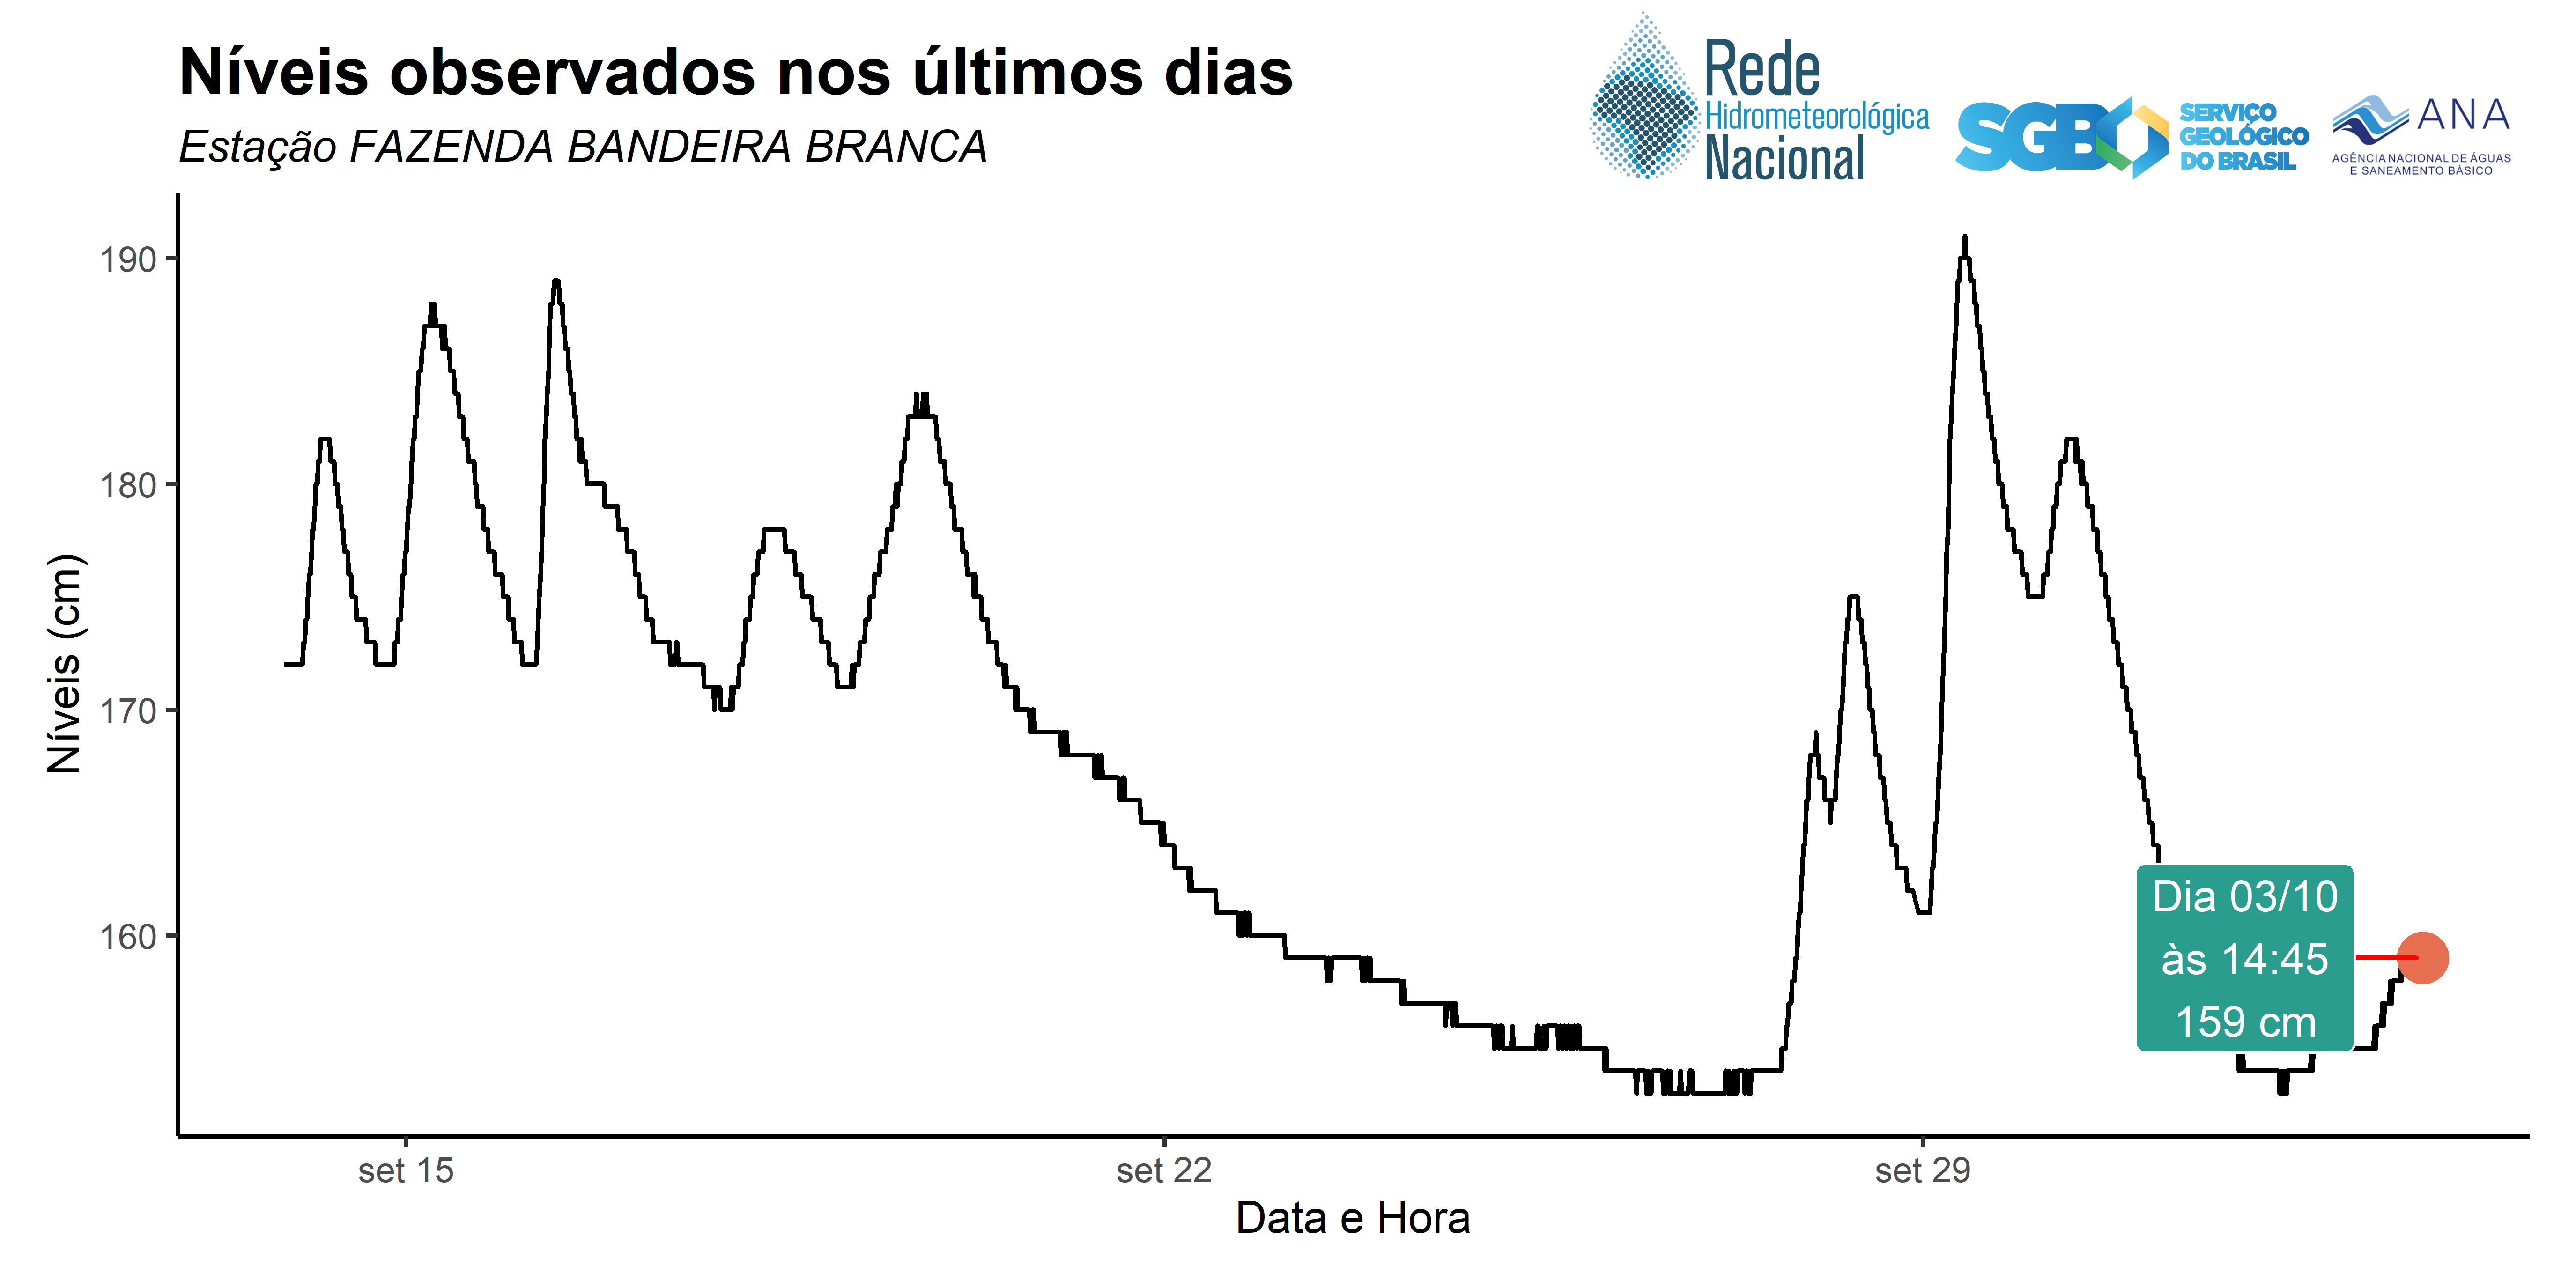 Níveis observados nos últimos dias
Estação FAZENDA BANDEIRA BRANCA
Rede
Hidrometeorológica
Nacional
SGB
SERVIÇO
GEOLÓGICO
DO BRASIL
ANA
AGÊNCIA NACIONAL DE ÁGUAS
E SANEAMENTO BÁSICO
Níveis (cm)
190
180
170
160
Dia 03/10
às 14:45
159 cm
set 15
set 22
set 29
Data e Hora